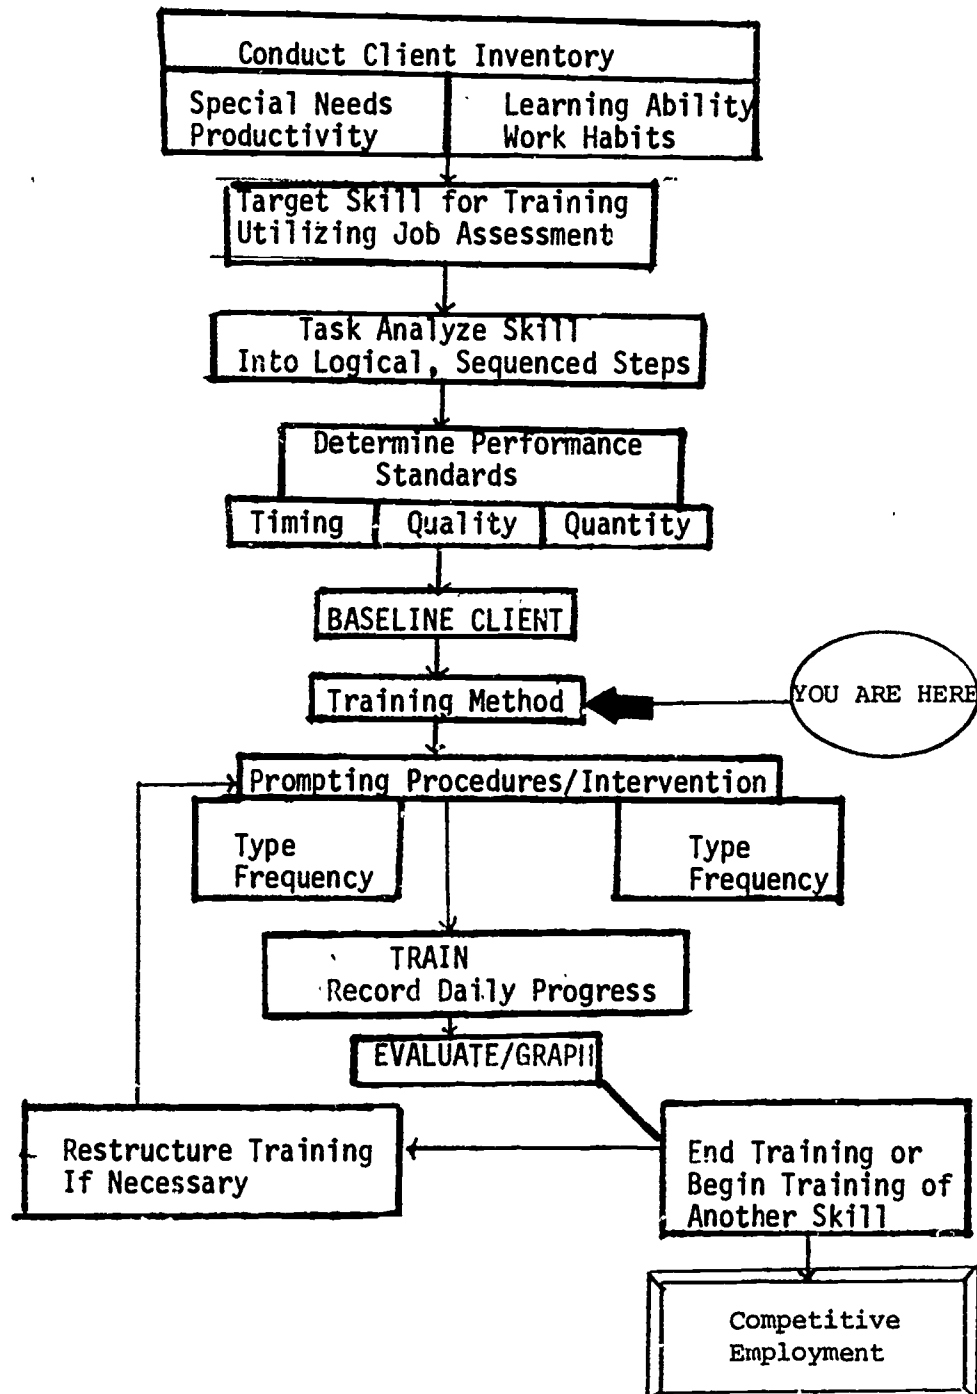 Conduct Client Inventory
Special Needs
Productivity
Learning Ability
Work Habits
Target Skill for Training
Utilizing Job Assessment
Task Analyze Skill
Into Logical, Sequenced Steps
Determine Performance
Standards
Timing
Quality
Quantity
BASELINE CLIENT
Training Method
YOU ARE HERE
Prompting Procedures/Intervention
Type
Frequency
Type
Frequency
TRAIN
Record Daily Progress
EVALUATE/GRAPH
Restructure Training
If Necessary
End Training or
Begin Training of
Another Skill
Competitive
Employment